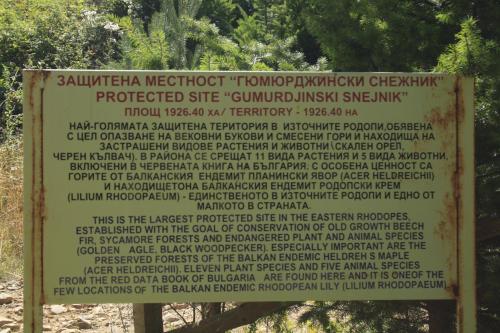 ЗАЩИТЕНА МЕСТНОСТ "ГЮМЮРДЖИНСКИ СНЕЖНИК"
PROTECTED SITE "GUMURDJINSKI SNEJNIK"
ПЛОЩ 1926.40 ХА/ TERRITORY - 1926.40 HA
НАЙ-ГОЛЯМАТА ЗАЩИТЕНА ТЕРИТОРИЯ В ИЗТОЧНИТЕ РОДОПИ,ОБЯВЕНА
С ЦЕЛ ОПАЗВАНЕ НА ВЕКОВНИ БУКОВИ И СМЕСЕНИ ГОРИ И НАХОДИЩА НА
ЗАСТРАШЕНИ ВИДОВЕ РАСТЕНИЯ И ЖИВОТНИ\СКАЛЕН ОРЕЛ,
ЧЕРЕН КЪЛВАЧ). В РАЙОНА СЕ СРЕЩАТ 11 ВИДА РАСТЕНИЯ И 5 ВИДА ЖИВОТНИ,
ВКЛЮЧЕНИ В ЧЕРВЕНАТА КНИГА НА БЪЛГАРИЯ. С ОСОБЕНА ЦЕННОСТ СА
ГОРИТЕ ОТ БАЛКАНСКИЯ ЕНДЕМИТ ПЛАНИНСКИ ЯВОР (ACER HELDREICHII)
И НАХОДИЩЕТОНА БАЛКАНСКИЯ ЕНДЕМИТ РОДОПСКИ КРЕМ
(LILIUM RHODOPAEUM) - ЕДИНСТВЕНОТО В ИЗТОЧНИТЕ РОДОПИ И ЕДНО ОТ
МАЛКОТО В СТРАНАТА.
THIS IS THE LARGEST PROTECTED SITE IN THE EASTERN RHODOPES,
ESTABLISHED WITH THE GOAL OF CONSERVATION OF OLD GROWTH BEECH
FIR, SYCAMORE FORESTS AND ENDANGERED PLANT AND ANIMAL SPECIES
(GOLDEN AGLE, BLACK WOODPECKER). ESPECIALLY IMPORTANT ARE THE
PRESERVED FORESTS OF THE BALKAN ENDEMIC HELDREH S MAPLE
(ACER HELDREICHII). ELEVEN PLANT SPECIES AND FIVE ANIMAL SPECIES
FROM THE RED DATA BOOK OF BULGARIA ARE FOUND HERE AND IT IS ONEOF THE
FEW LOCATIONS OF THE BALKAN ENDEMIC RHODOPEAN LILY (LILIUM RHODOPAEUM)